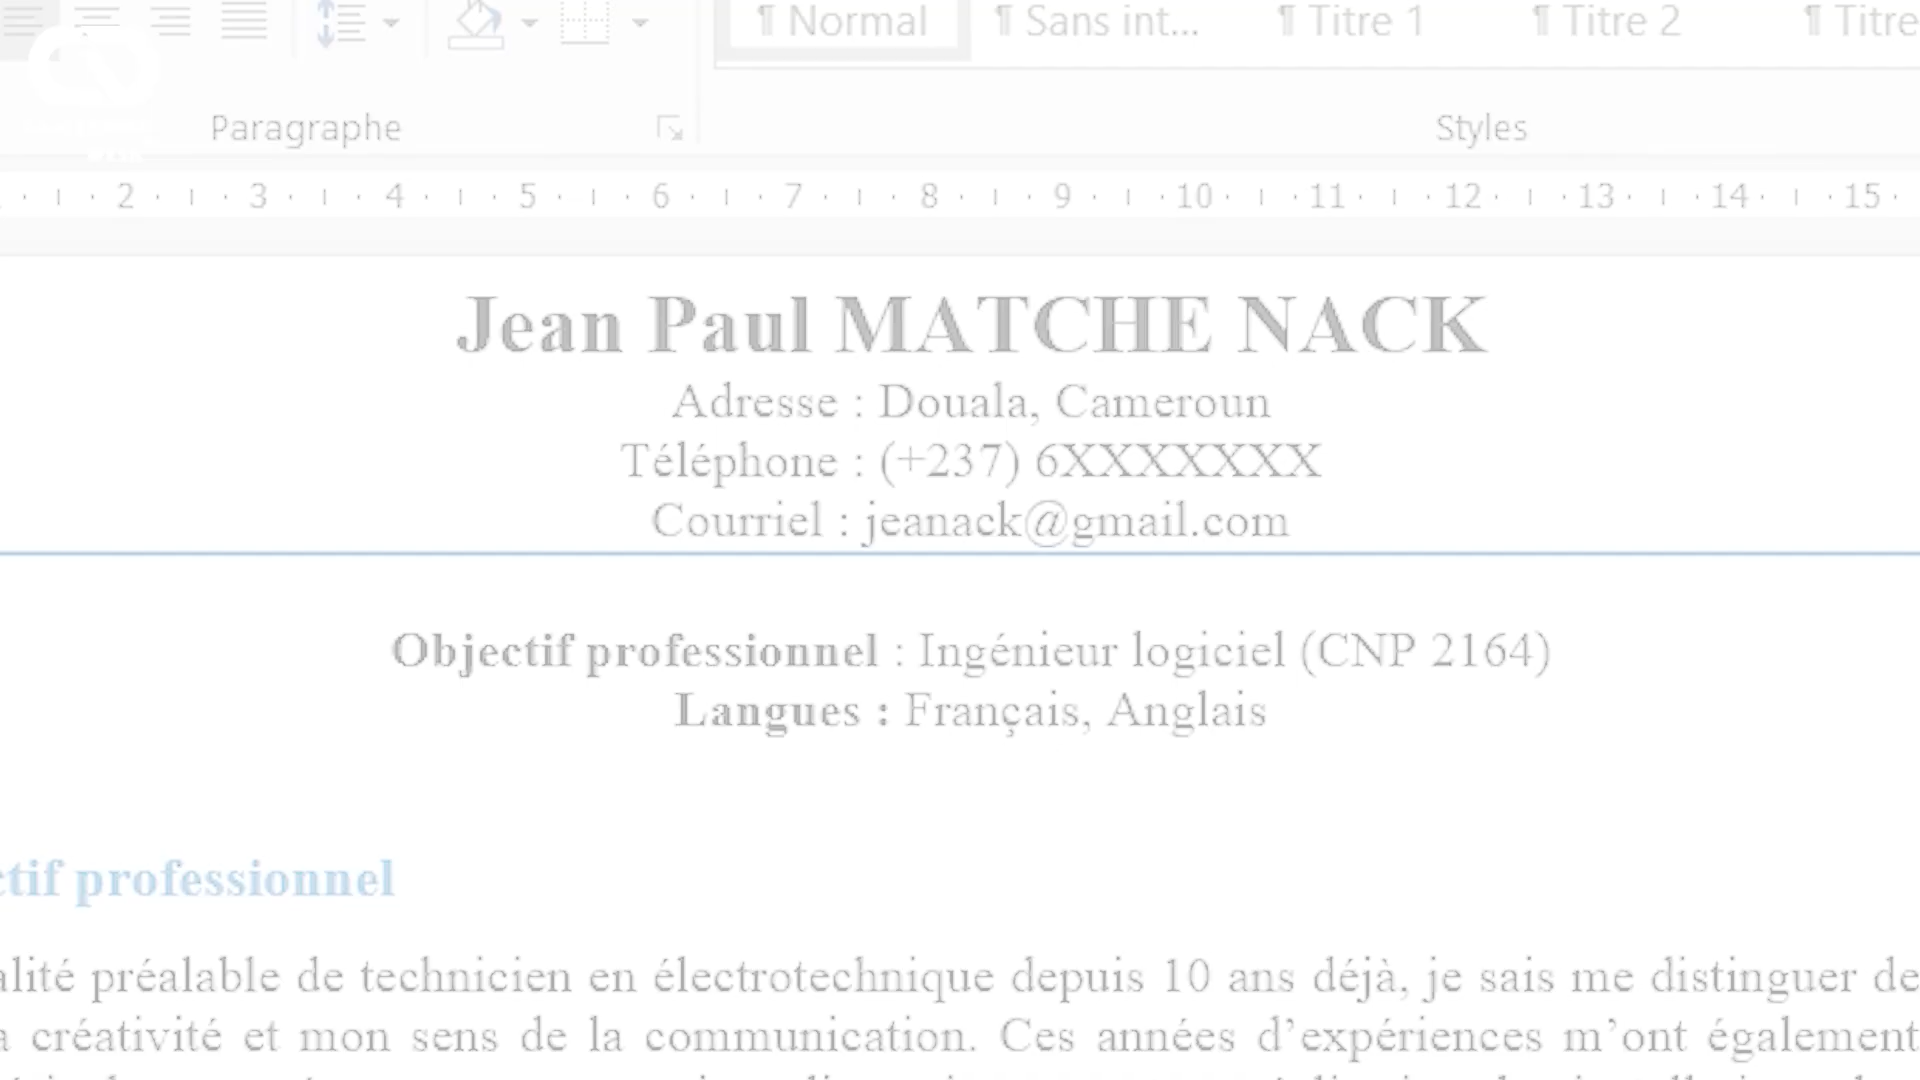 ¶ Normal ¶ Sans int... ¶ Titre 1 ¶ Titre 2 ¶ Titre
Paragraphe Styles
2 3 4 5 6 7 8 9 10 11 12 13 14 15
Jean Paul MATCHE NACK
Adresse : Douala, Cameroun
Téléphone : (+237) 6XXXXXXXX
Courriel : jeanack@gmail.com
Objectif professionnel : Ingénieur logiciel (CNP 2164)
Langues : Français, Anglais
ctif professionnel
alité préalable de technicien en électrotechnique depuis 10 ans déjà, je sais me distinguer de
a créativité et mon sens de la communication. Ces années d’expériences m’ont également